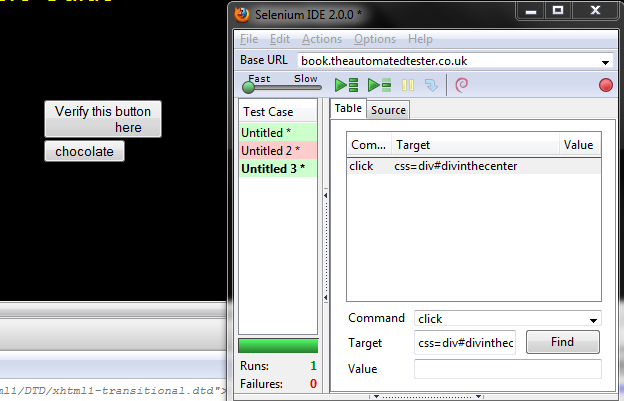 Selenium IDE 2.0.0 *
File Edit Actions Options Help
Base URL book.theautomatedtester.co.uk
Fast Slow
Verify this button
here
chocolate
Test Case
Untitled *
Untitled 2 *
Untitled 3 *
Table Source
Com... Target Value
click css=div#divinthecenter
Command click
Target css=div#divinthec Find
Value
Runs: 1
Failures: 0
ml1/DTD/xhtml1-transitional.dtd">